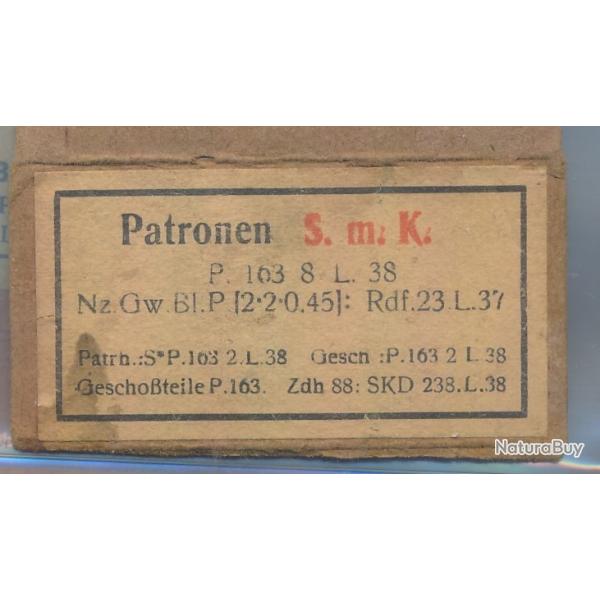 Patronen S. m. K.
P. 163 8 L. 38
Nz.Gw.Bl.P [2·2·0.45]: Rdf.23.L.37
Patrh.:S*P.163 2.L.38 Gesch :P.163 2 L 38
Geschoßteile P.163. Zdh 88: SKD 238.L.38
NaturaBuy